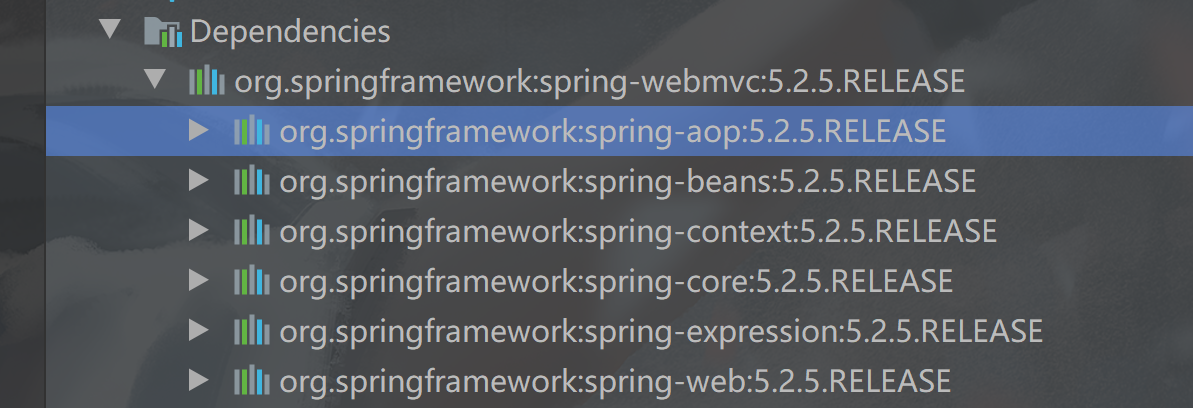 Dependencies
org.springframework:spring-webmvc:5.2.5.RELEASE
org.springframework:spring-aop:5.2.5.RELEASE
org.springframework:spring-beans:5.2.5.RELEASE
org.springframework:spring-context:5.2.5.RELEASE
org.springframework:spring-core:5.2.5.RELEASE
org.springframework:spring-expression:5.2.5.RELEASE
org.springframework:spring-web:5.2.5.RELEASE